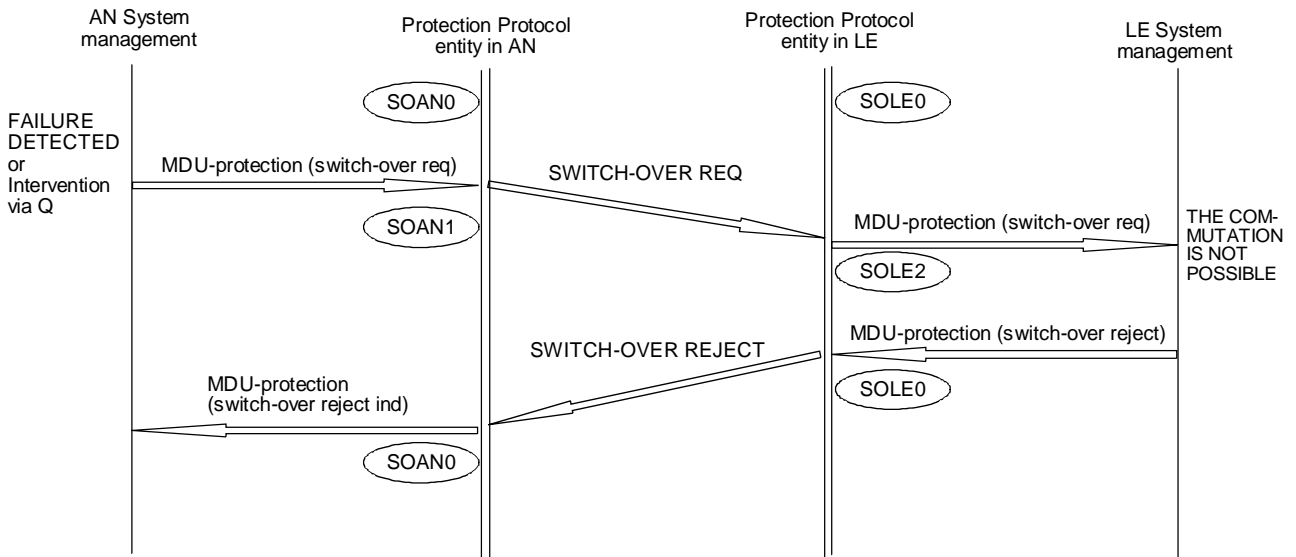 AN System
management
Protection Protocol
entity in AN
Protection Protocol
entity in LE
LE System
management
SOAN0
SOLE0
FAILURE
DETECTED
or
Intervention
via Q
MDU-protection (switch-over req)
SWITCH-OVER REQ
SOAN1
MDU-protection (switch-over req)
THE COM-
MUTATION
IS NOT
POSSIBLE
SOLE2
MDU-protection (switch-over reject)
SWITCH-OVER REJECT
SOLE0
MDU-protection
(switch-over reject ind)
SOAN0